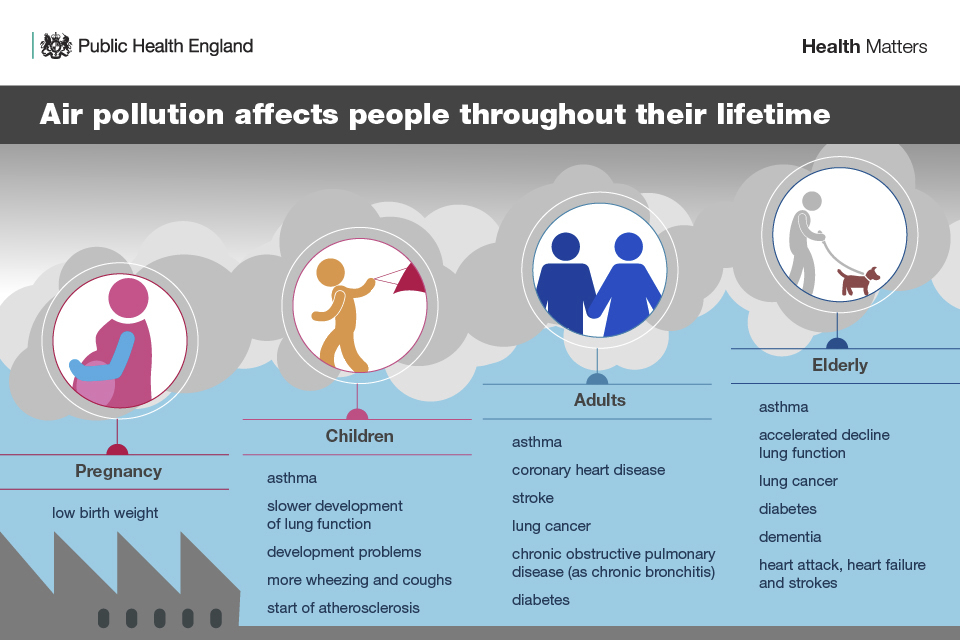 Public Health England
Health Matters
Air pollution affects people throughout their lifetime
Pregnancy
low birth weight
Children
asthma
slower development
of lung function
development problems
more wheezing and coughs
start of atherosclerosis
Adults
asthma
coronary heart disease
stroke
lung cancer
chronic obstructive pulmonary
disease (as chronic bronchitis)
diabetes
Elderly
asthma
accelerated decline
lung function
lung cancer
diabetes
dementia
heart attack, heart failure
and strokes